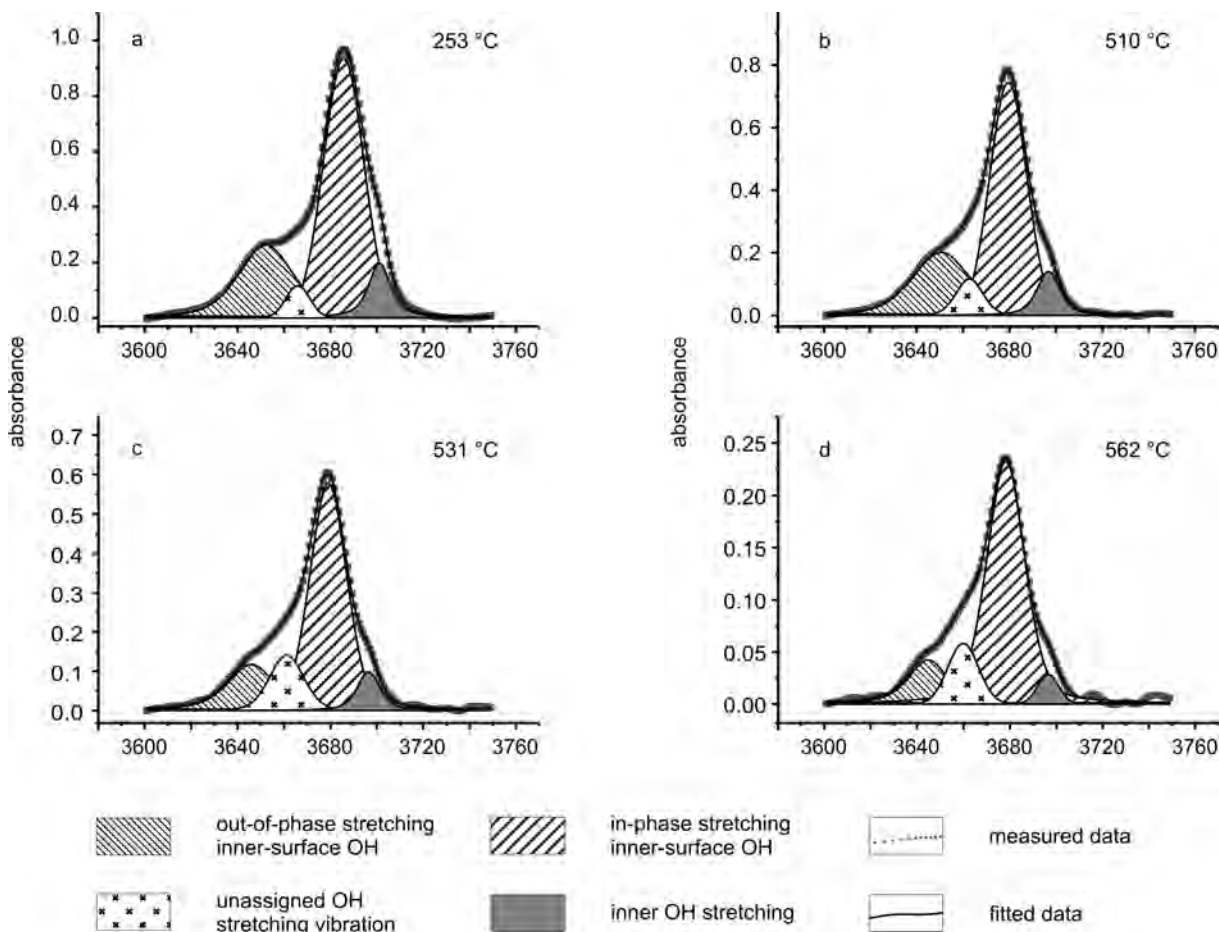 a
253 °C
1.0
0.8
0.6
0.4
0.2
0.0
3600 3640 3680 3720 3760
b
510 °C
0.8
0.6
0.4
0.2
0.0
3600 3640 3680 3720 3760
absorbance
absorbance
c
531 °C
0.7
0.6
0.5
0.4
0.3
0.2
0.1
0.0
3600 3640 3680 3720 3760
d
562 °C
0.25
0.20
0.15
0.10
0.05
0.00
3600 3640 3680 3720 3760
out-of-phase stretching
inner-surface OH
in-phase stretching
inner-surface OH
measured data
unassigned OH
stretching vibration
inner OH stretching
fitted data